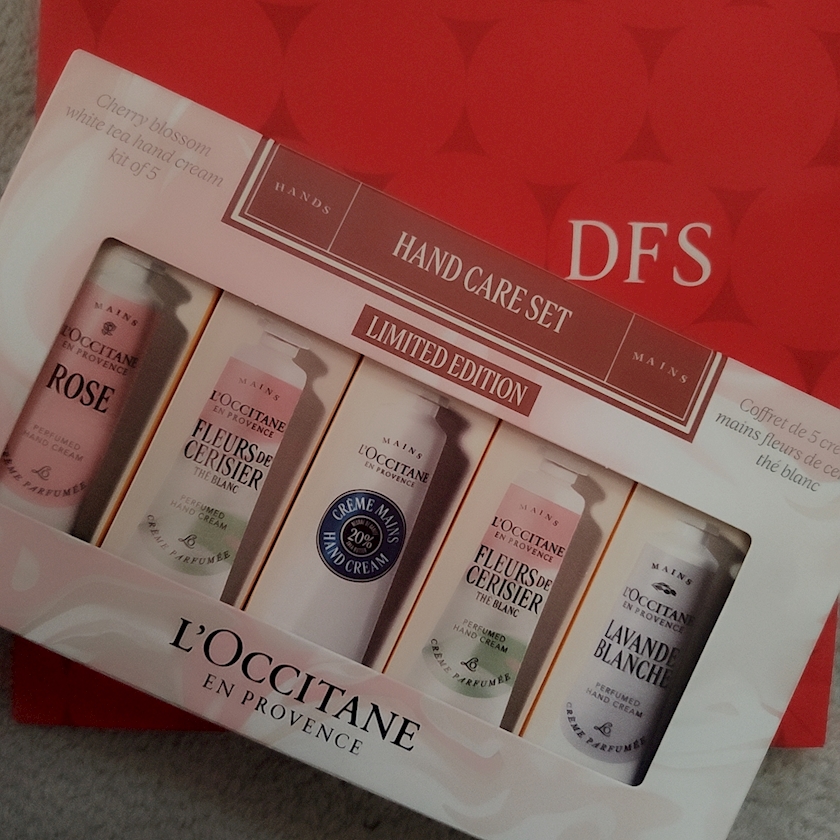 DFS
Cherry blossom
white tea hand cream
kit of 5
HANDS
HAND CARE SET
MAINS
LIMITED EDITION
Coffret de 5
mains fleurs de
thé blanc
MAINS
L'OCCITANE
EN PROVENCE
ROSE
PERFUMED
HAND CREAM
CRÈME PARFUMÉE
MAINS
L'OCCITANE
EN PROVENCE
FLEURS DE
CERISIER
THÉ BLANC
PERFUMED
HAND CREAM
CRÈME PARFUMÉE
MAINS
L'OCCITANE
EN PROVENCE
CRÈME MAINS
20%
HAND CREAM
MAINS
L'OCCITANE
EN PROVENCE
FLEURS DE
CERISIER
THÉ BLANC
PERFUMED
HAND CREAM
CRÈME PARFUMÉE
MAINS
L'OCCITANE
EN PROVENCE
LAVANDE
BLANCHE
PERFUMED
HAND CREAM
CRÈME PARFUMÉE
L'OCCITANE
EN PROVENCE